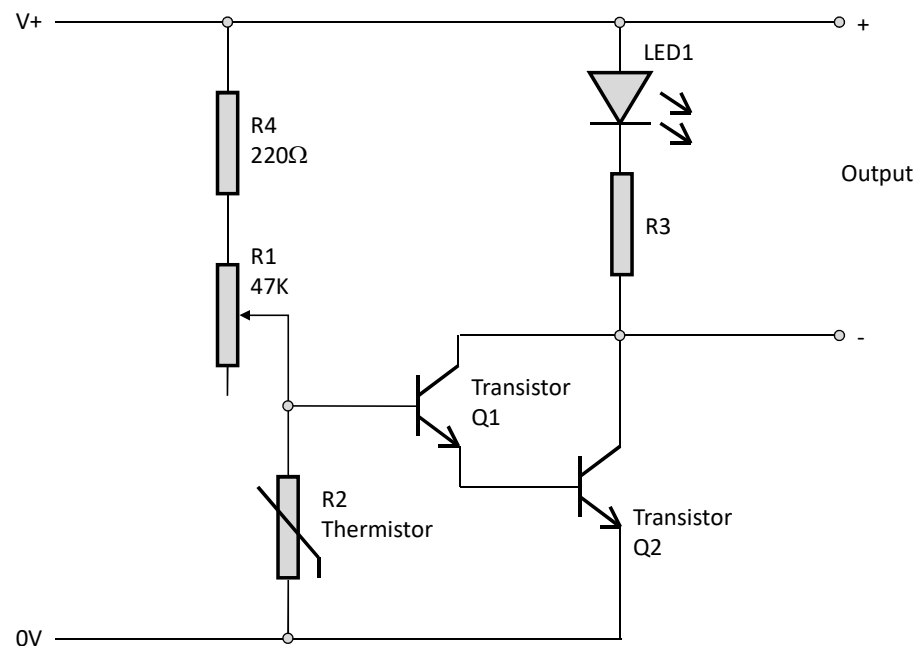 V+
+
LED1
R4
220Ω
Output
R3
R1
47K
-
Transistor
Q1
R2
Thermistor
Transistor
Q2
0V